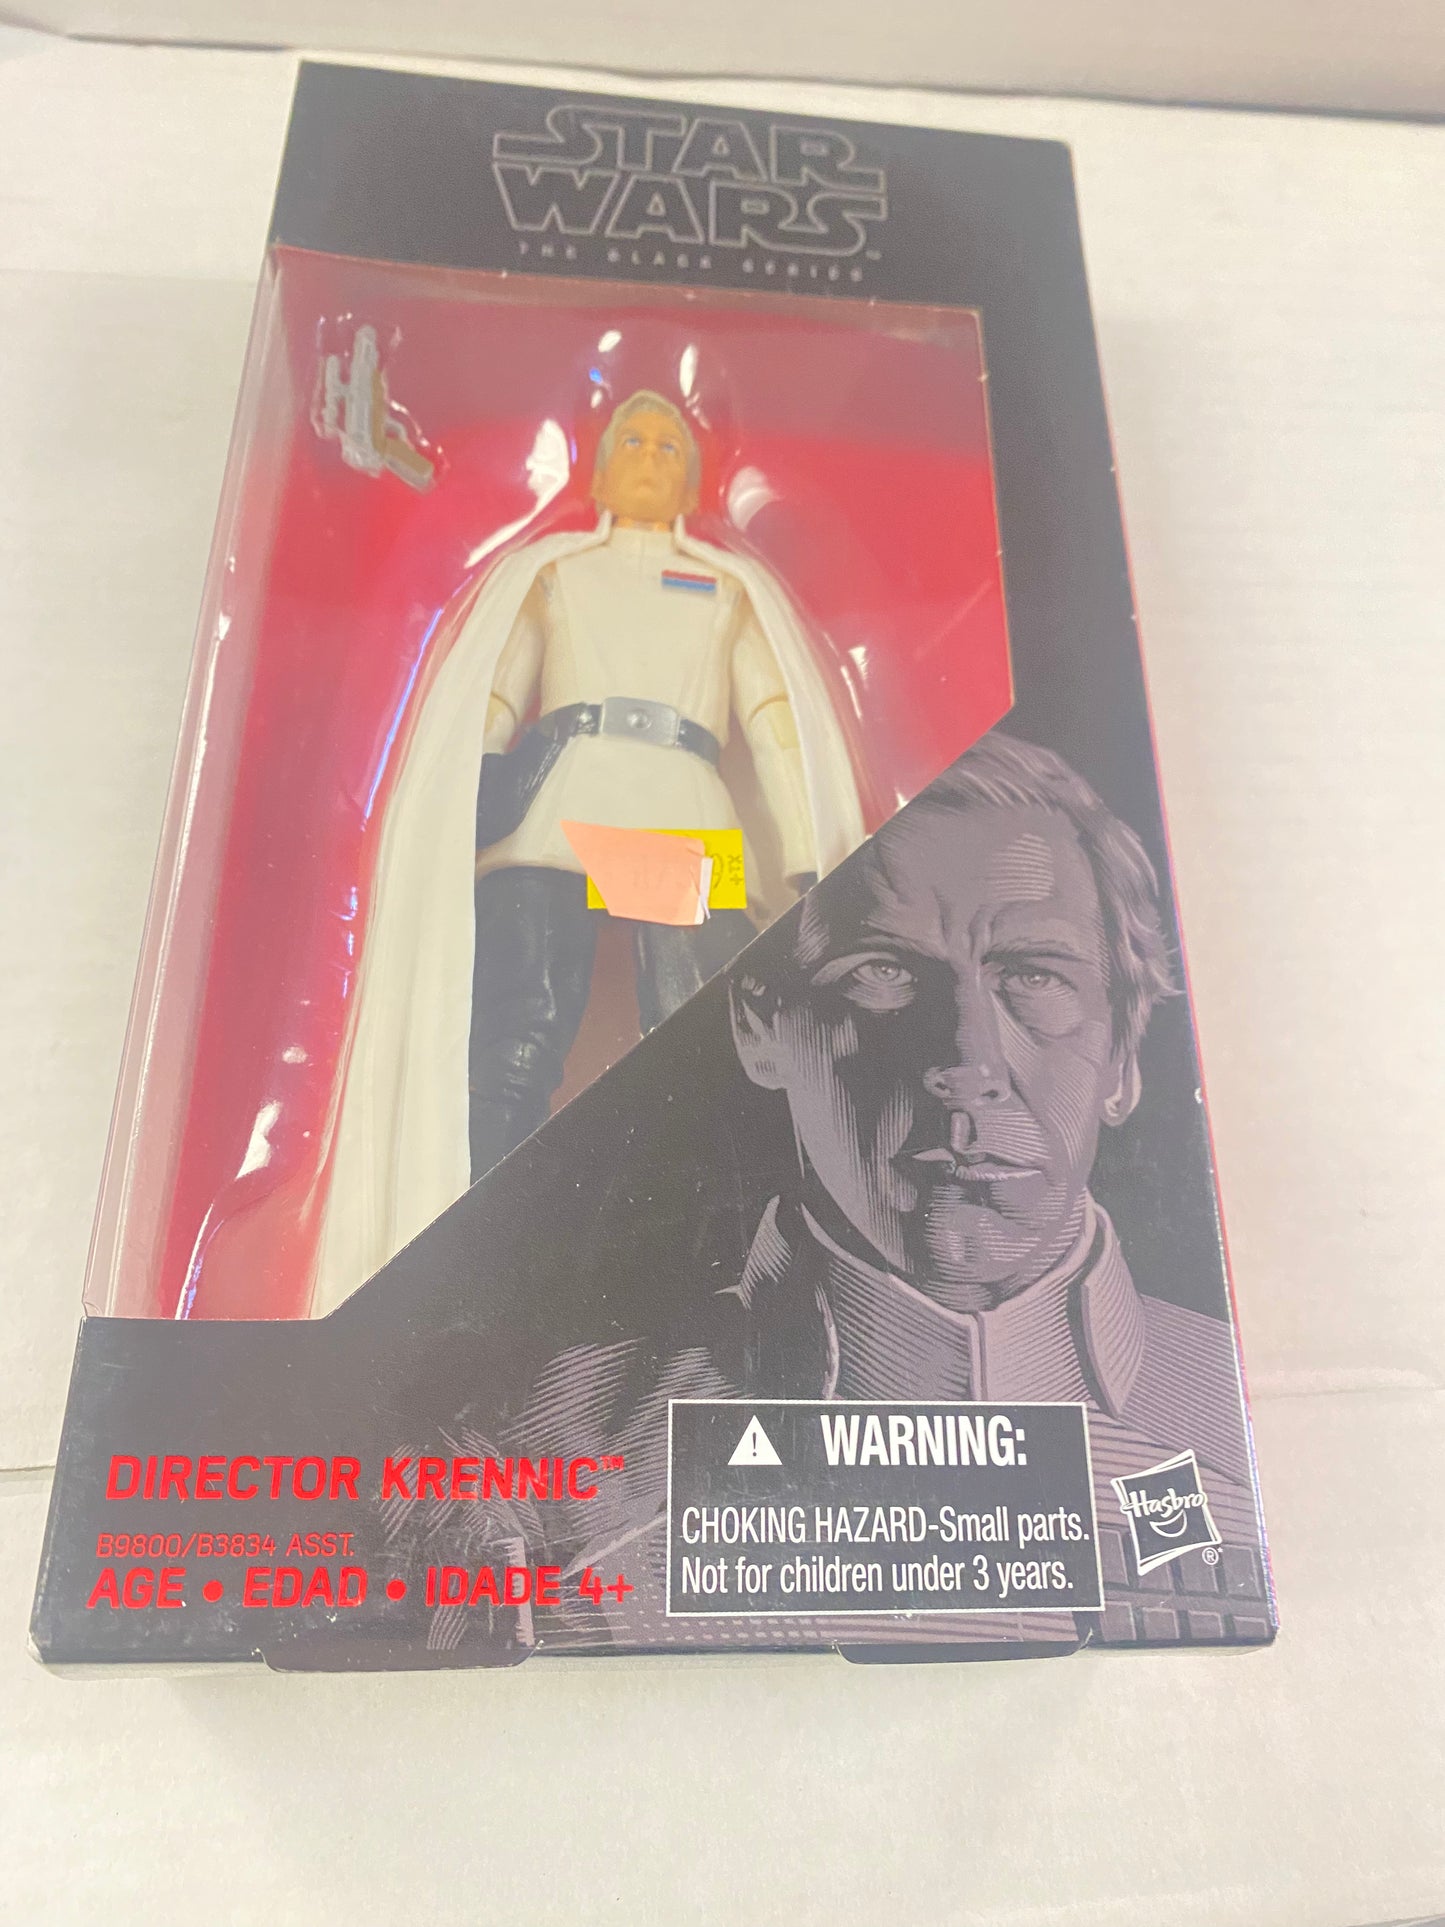 STAR
WARS™
THE BLACK SERIES
DIRECTOR KRENNIC™
B9800/B3834 ASST.
AGE • EDAD • IDADE 4+
WARNING:
CHOKING HAZARD-Small parts.
Not for children under 3 years.
Hasbro
®